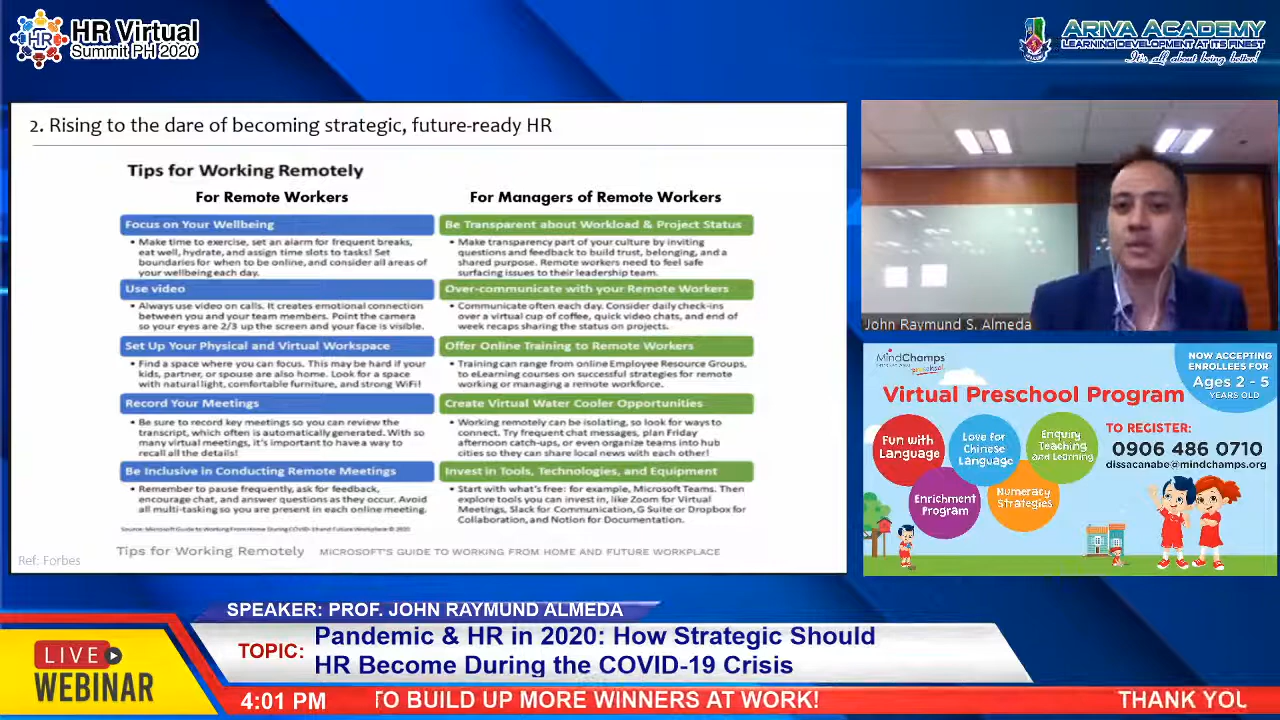 HR Virtual
Summit PH 2020
HR
ARIVA ACADEMY
LEARNING DEVELOPMENT AT ITS FINEST
It's all about being better!
2. Rising to the dare of becoming strategic, future-ready HR
Tips for Working Remotely
For Remote Workers
Focus on Your Wellbeing
• Make time to exercise, set an alarm for frequent breaks,
eat well, hydrate, and assign time slots to tasks! Set
boundaries for when to be online, and consider all areas of
your wellbeing each day.
Use video
• Always use video on calls. It creates emotional connection
between you and your team members. Point the camera
so your eyes are 2/3 up the screen and your face is visible.
Set Up Your Physical and Virtual Workspace
• Find a space where you can focus. This may be hard if your
kids, partner, or spouse are also home. Look for a space
with natural light, comfortable furniture, and strong WiFi!
Record Your Meetings
• Be sure to record key meetings so you can review the
transcript, which often is automatically generated. With so
many virtual meetings, it's important to have a way to
recall all the details!
Be Inclusive in Conducting Remote Meetings
• Remember to pause frequently, ask for feedback,
encourage chat, and answer questions as they occur. Avoid
all multi-tasking so you are present in each online meeting.
For Managers of Remote Workers
Be Transparent about Workload & Project Status
• Make transparency part of your culture by inviting
questions and feedback to build trust, belonging, and a
shared purpose. Remote workers need to feel safe
surfacing issues to their leadership team.
Over-communicate with your Remote Workers
• Communicate often each day. Consider daily check-ins
over a virtual cup of coffee, quick video chats, and end of
week recaps sharing the status on projects.
Offer Online Training to Remote Workers
• Training can range from online Employee Resource Groups,
to eLearning courses on successful strategies for remote
working or managing a remote workforce.
Create Virtual Water Cooler Opportunities
• Working remotely can be isolating, so look for ways to
connect. Try frequent chat messages, plan Friday
afternoon catch-ups, or even organize teams into hub
cities so they can share local news with each other!
Invest in Tools, Technologies, and Equipment
• Start with what's free: for example, Microsoft Teams. Then
explore tools you can invest in, like Zoom for Virtual
Meetings, Slack for Communication, G Suite or Dropbox for
Collaboration, and Notion for Documentation.
Source: Microsoft Guide to Working From Home During COVID-19 and Future Workplace © 2020
Tips for Working Remotely MICROSOFT'S GUIDE TO WORKING FROM HOME AND FUTURE WORKPLACE
Ref: Forbes
John Raymund S. Almeda
MindChamps
preschool
NOW ACCEPTING
ENROLLEES FOR
Ages 2 - 5
YEARS OLD
Virtual Preschool Program
Fun with
Language
Love for
Chinese
Language
Enquiry
Teaching
and Learning
Enrichment
Program
Numeracy
Strategies
TO REGISTER:
0906 486 0710
dissacanabe@mindchamps.org
SPEAKER: PROF. JOHN RAYMUND ALMEDA
TOPIC:
Pandemic & HR in 2020: How Strategic Should
HR Become During the COVID-19 Crisis
LIVE
WEBINAR
4:01 PM
TO BUILD UP MORE WINNERS AT WORK!
THANK YOU